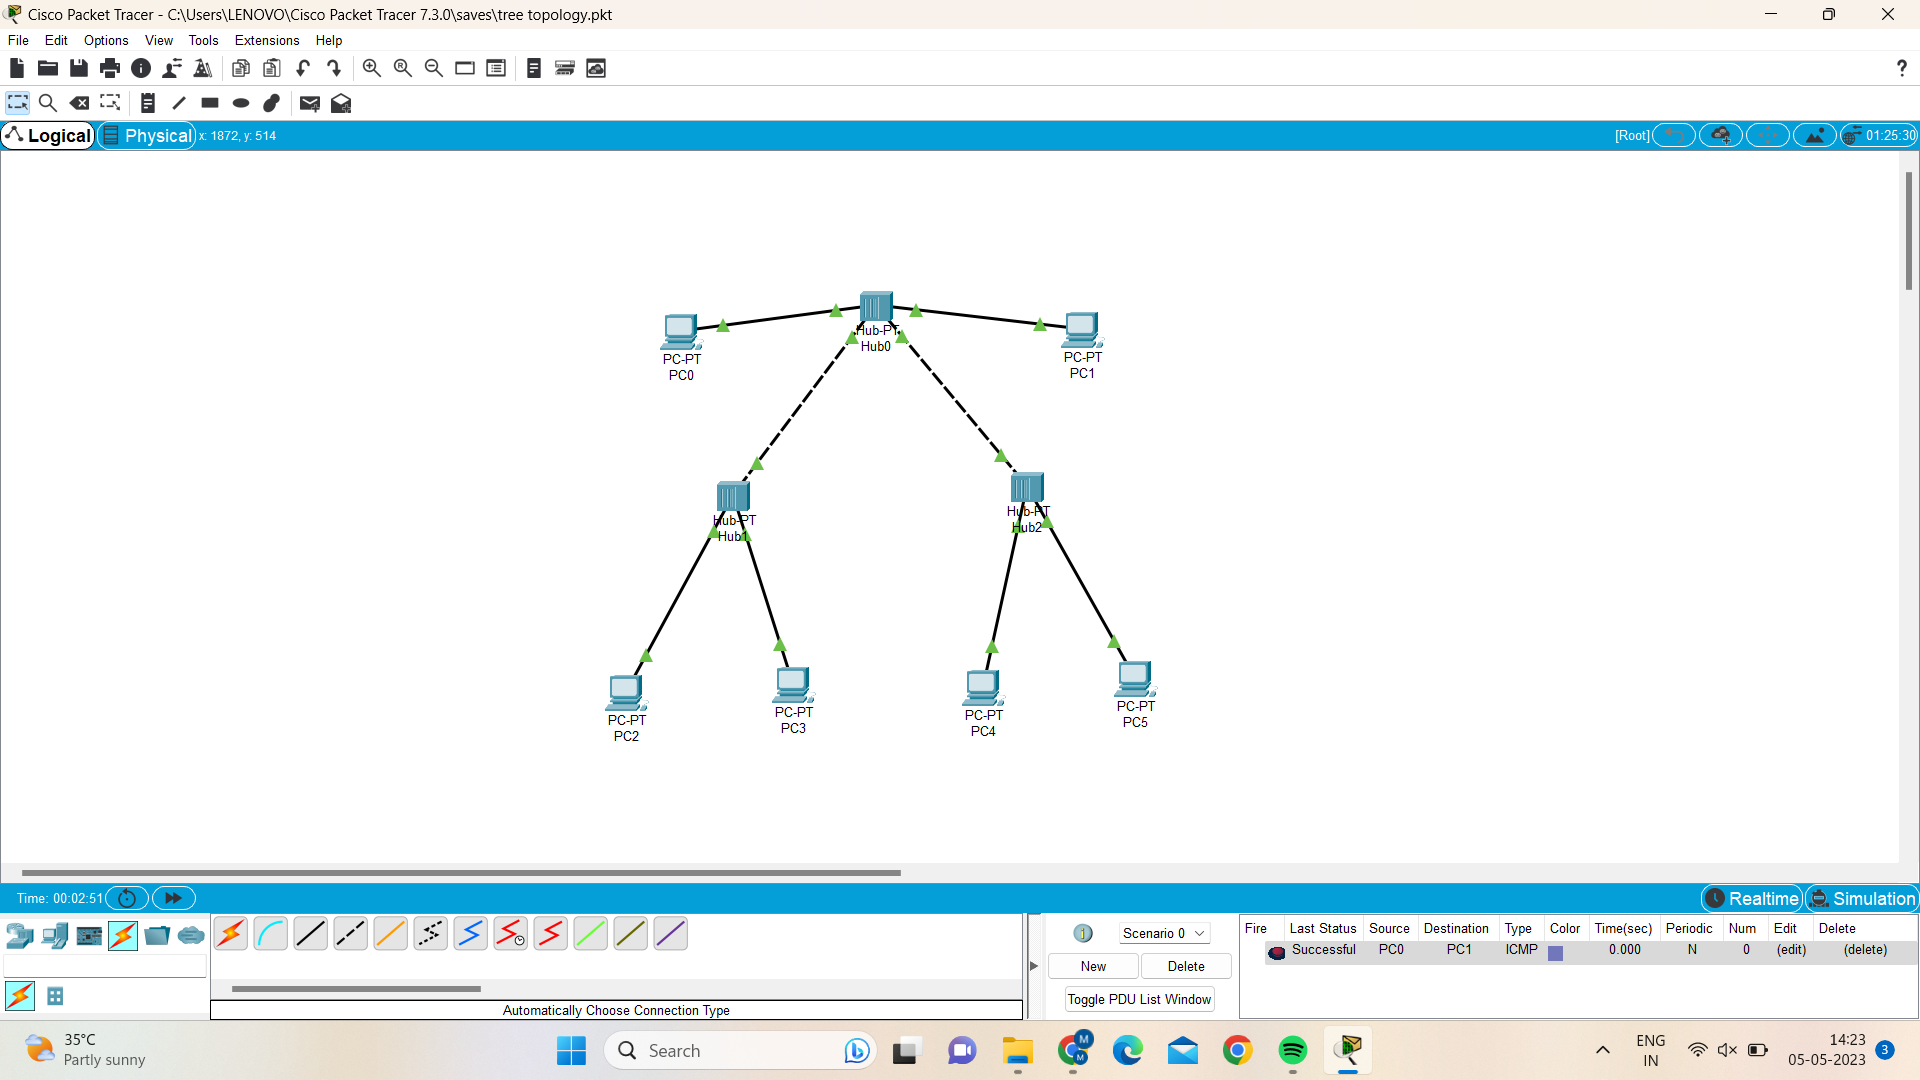 Cisco Packet Tracer - C:\Users\LENOVO\Cisco Packet Tracer 7.3.0\saves\tree topology.pkt
File Edit Options View Tools Extensions Help
?
Logical Physical x: 1872, y: 514 [Root] 01:25:30
Hub-PT
Hub0
PC-PT
PC0
PC-PT
PC1
Hub-PT
Hub1
Hub-PT
Hub2
PC-PT
PC2
PC-PT
PC3
PC-PT
PC4
PC-PT
PC5
Time: 00:02:51 Realtime Simulation
Scenario 0
New Delete
Toggle PDU List Window
Fire Last Status Source Destination Type Color Time(sec) Periodic Num Edit Delete
Successful PC0 PC1 ICMP 0.000 N 0 (edit) (delete)
Automatically Choose Connection Type
35°C
Partly sunny
Search
M
M
ENG
IN
14:23
05-05-2023
3